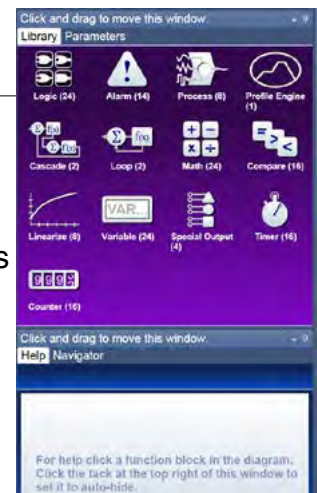 Click and drag to move this window.
Library Parameters
Logic (24) Alarm (14) Process (8) Profile Engine
(1)
Cascade (2) Loop (2) Math (24) Compare (16)
VAR...
Linearize (8) Variable (24) Special Output
(4) Timer (16)
Counter (16)
s
Click and drag to move this window.
Help Navigator
For help click a function block in the diagram.
Click the tack at the top right of this window to
set it to auto-hide.